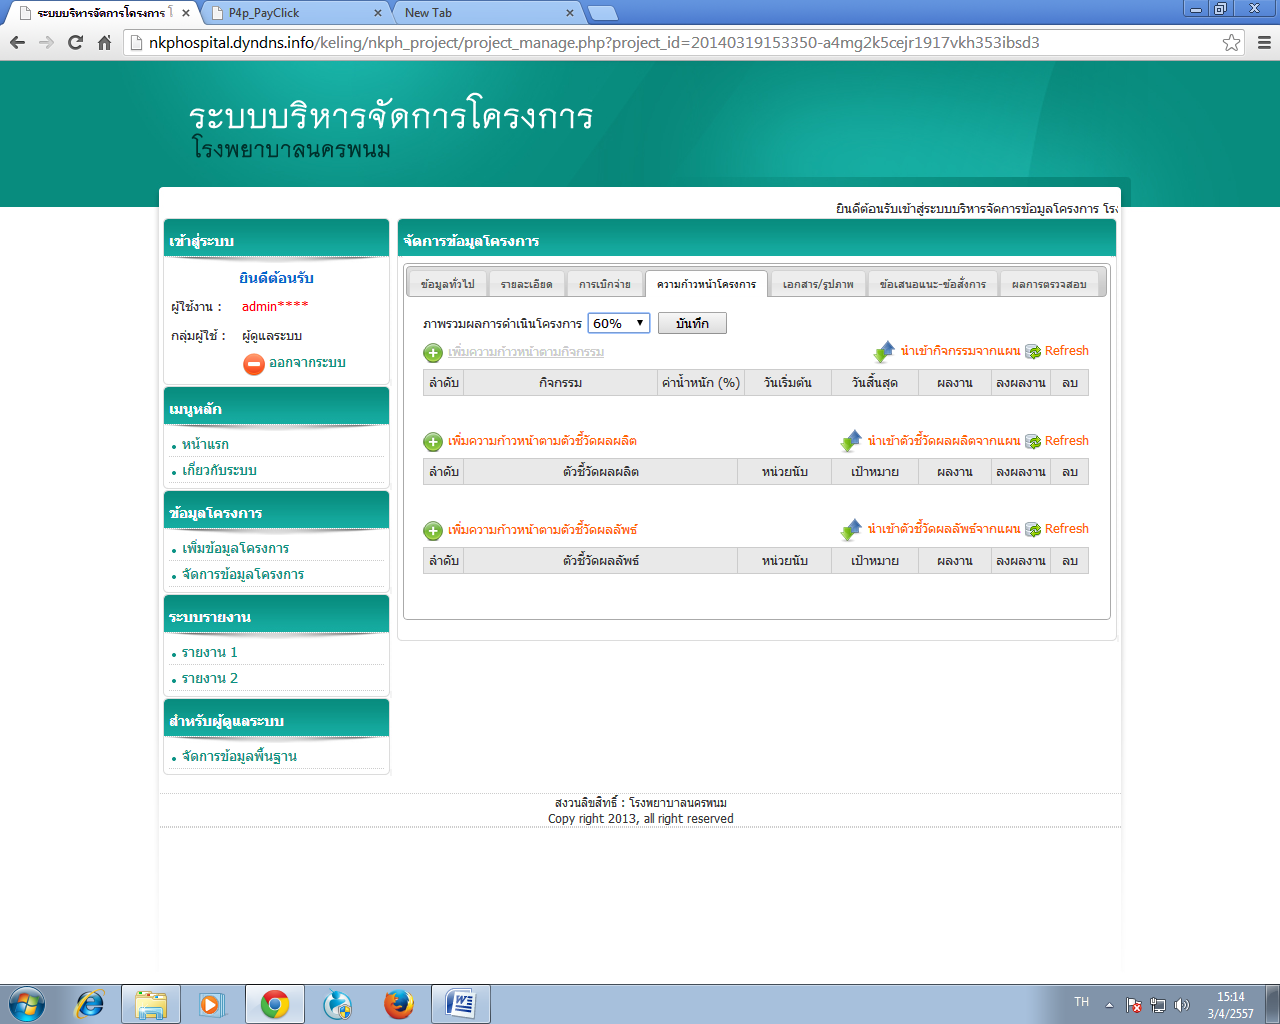 ระบบบริหารจัดการโครงการ โ
P4p_PayClick
New Tab
nkphospital.dyndns.info/keling/nkph_project/project_manage.php?project_id=20140319153350-a4mg2k5cejr1917vkh353ibsd3
ระบบบริหารจัดการโครงการ
โรงพยาบาลนครพนม
ยินดีต้อนรับเข้าสู่ระบบบริหารจัดการข้อมูลโครงการ โรง
เข้าสู่ระบบ
ยินดีต้อนรับ
ผู้ใช้งาน : admin****
กลุ่มผู้ใช้ : ผู้ดูแลระบบ
ออกจากระบบ
เมนูหลัก
หน้าแรก
เกี่ยวกับระบบ
ข้อมูลโครงการ
เพิ่มข้อมูลโครงการ
จัดการข้อมูลโครงการ
ระบบรายงาน
รายงาน 1
รายงาน 2
สำหรับผู้ดูแลระบบ
จัดการข้อมูลพื้นฐาน
จัดการข้อมูลโครงการ
ข้อมูลทั่วไป รายละเอียด การเบิกจ่าย ความก้าวหน้าโครงการ เอกสาร/รูปภาพ ข้อเสนอแนะ-ข้อสั่งการ ผลการตรวจสอบ
ภาพรวมผลการดำเนินโครงการ 60% บันทึก
เพิ่มความก้าวหน้าตามกิจกรรม นำเข้ากิจกรรมจากแผน Refresh
ลำดับ กิจกรรม ค่าน้ำหนัก (%) วันเริ่มต้น วันสิ้นสุด ผลงาน ลงผลงาน ลบ
เพิ่มความก้าวหน้าตามตัวชี้วัดผลผลิต นำเข้าตัวชี้วัดผลผลิตจากแผน Refresh
ลำดับ ตัวชี้วัดผลผลิต หน่วยนับ เป้าหมาย ผลงาน ลงผลงาน ลบ
เพิ่มความก้าวหน้าตามตัวชี้วัดผลลัพธ์ นำเข้าตัวชี้วัดผลลัพธ์จากแผน Refresh
ลำดับ ตัวชี้วัดผลลัพธ์ หน่วยนับ เป้าหมาย ผลงาน ลงผลงาน ลบ
สงวนลิขสิทธิ์ : โรงพยาบาลนครพนม
Copy right 2013, all right reserved
TH
15:14
3/4/2557